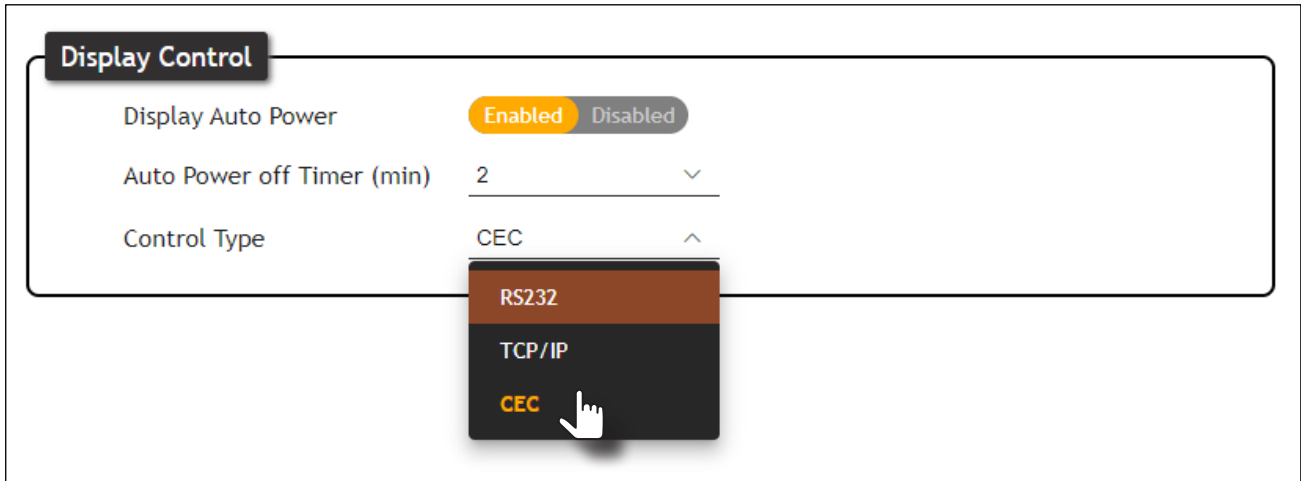 Display Control
Display Auto Power Enabled Disabled
Auto Power off Timer (min) 2
Control Type CEC
RS232
TCP/IP
CEC